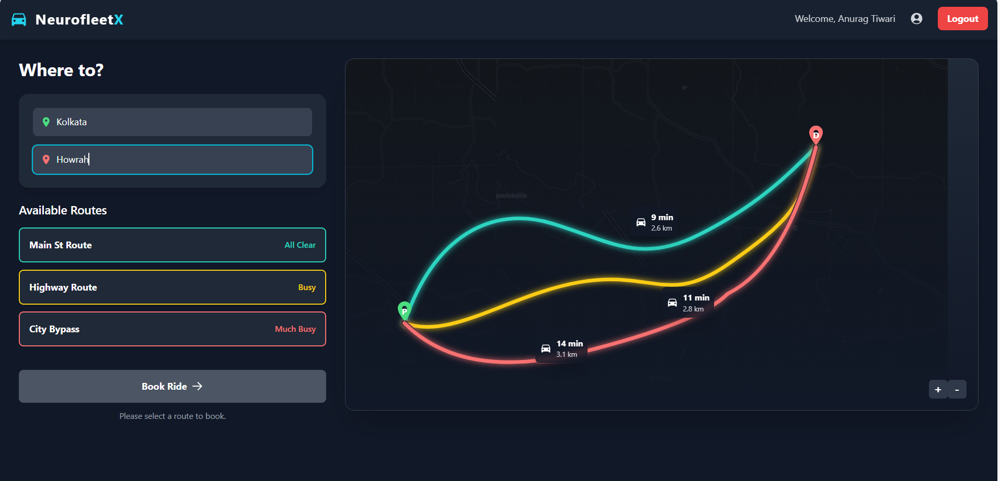 NeurofleetX
Welcome, Anurag Tiwari
Logout
Where to?
Kolkata
Howrah
Available Routes
Main St Route All Clear
Highway Route Busy
City Bypass Much Busy
Book Ride →
Please select a route to book.
D
9 min
2.6 km
11 min
2.8 km
P
14 min
3.1 km
+ -